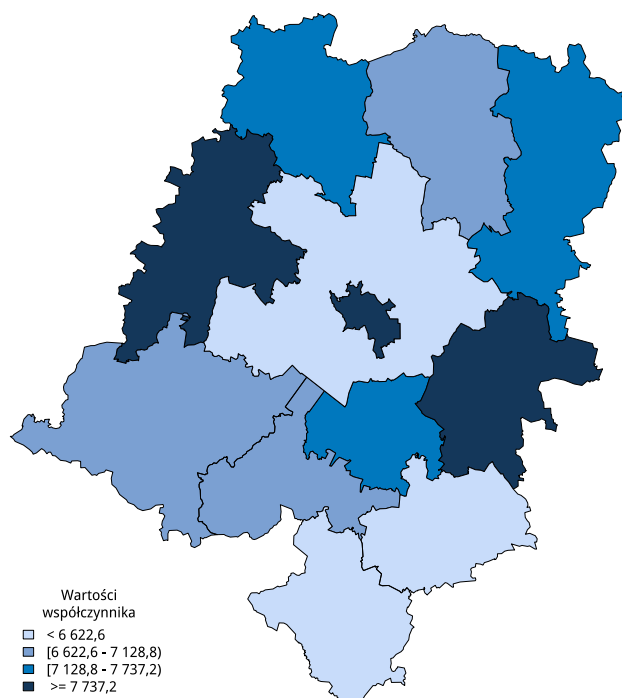 Wartości
współczynnika
< 6 622,6
[6 622,6 - 7 128,8)
[7 128,8 - 7 737,2)
>= 7 737,2